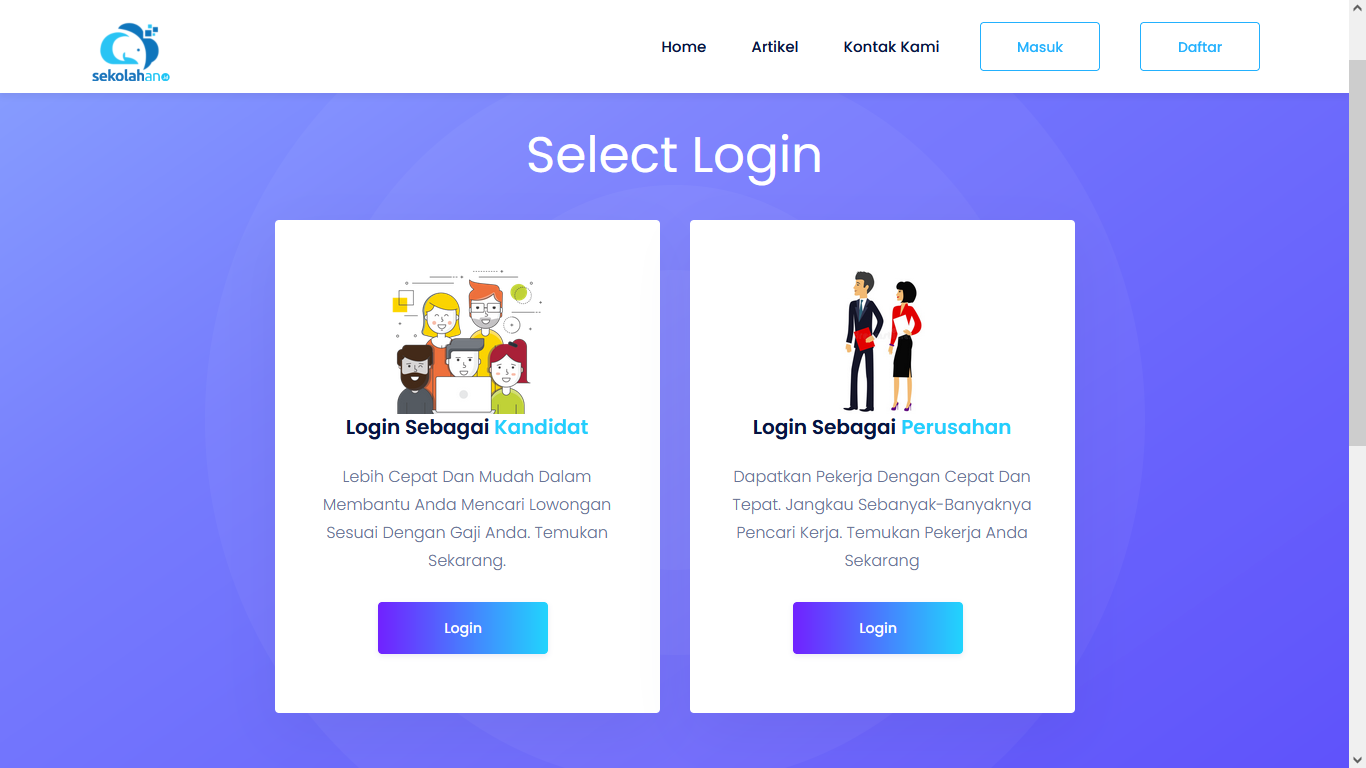 sekolahan
Home
Artikel
Kontak Kami
Masuk
Daftar
Select Login
Login Sebagai Kandidat
Lebih Cepat Dan Mudah Dalam
Membantu Anda Mencari Lowongan
Sesuai Dengan Gaji Anda. Temukan
Sekarang.
Login
Login Sebagai Perusahan
Dapatkan Pekerja Dengan Cepat Dan
Tepat. Jangkau Sebanyak-Banyaknya
Pencari Kerja. Temukan Pekerja Anda
Sekarang
Login